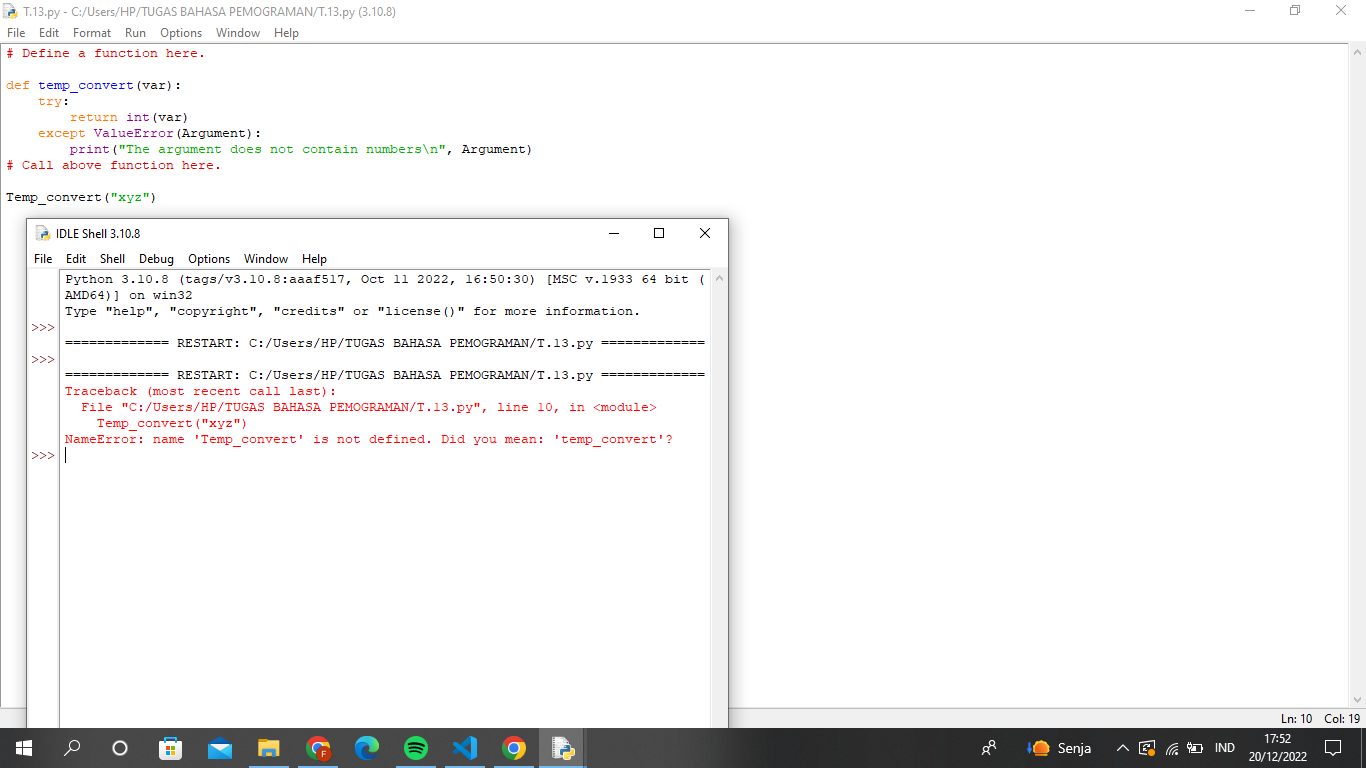 T.13.py - C:/Users/HP/TUGAS BAHASA PEMOGRAMAN/T.13.py (3.10.8)
File Edit Format Run Options Window Help
# Define a function here.
def temp_convert(var):
    try:
        return int(var)
    except ValueError(Argument):
        print("The argument does not contain numbers\n", Argument)
# Call above function here.
Temp_convert("xyz")
IDLE Shell 3.10.8
File Edit Shell Debug Options Window Help
Python 3.10.8 (tags/v3.10.8:aaaf517, Oct 11 2022, 16:50:30) [MSC v.1933 64 bit (
AMD64)] on win32
Type "help", "copyright", "credits" or "license()" for more information.
>>>
============= RESTART: C:/Users/HP/TUGAS BAHASA PEMOGRAMAN/T.13.py =============
>>>
============= RESTART: C:/Users/HP/TUGAS BAHASA PEMOGRAMAN/T.13.py =============
Traceback (most recent call last):
  File "C:/Users/HP/TUGAS BAHASA PEMOGRAMAN/T.13.py", line 10, in <module>
    Temp_convert("xyz")
NameError: name 'Temp_convert' is not defined. Did you mean: 'temp_convert'?
>>>
Ln: 10 Col: 19
F
Senja
IND
17:52
20/12/2022